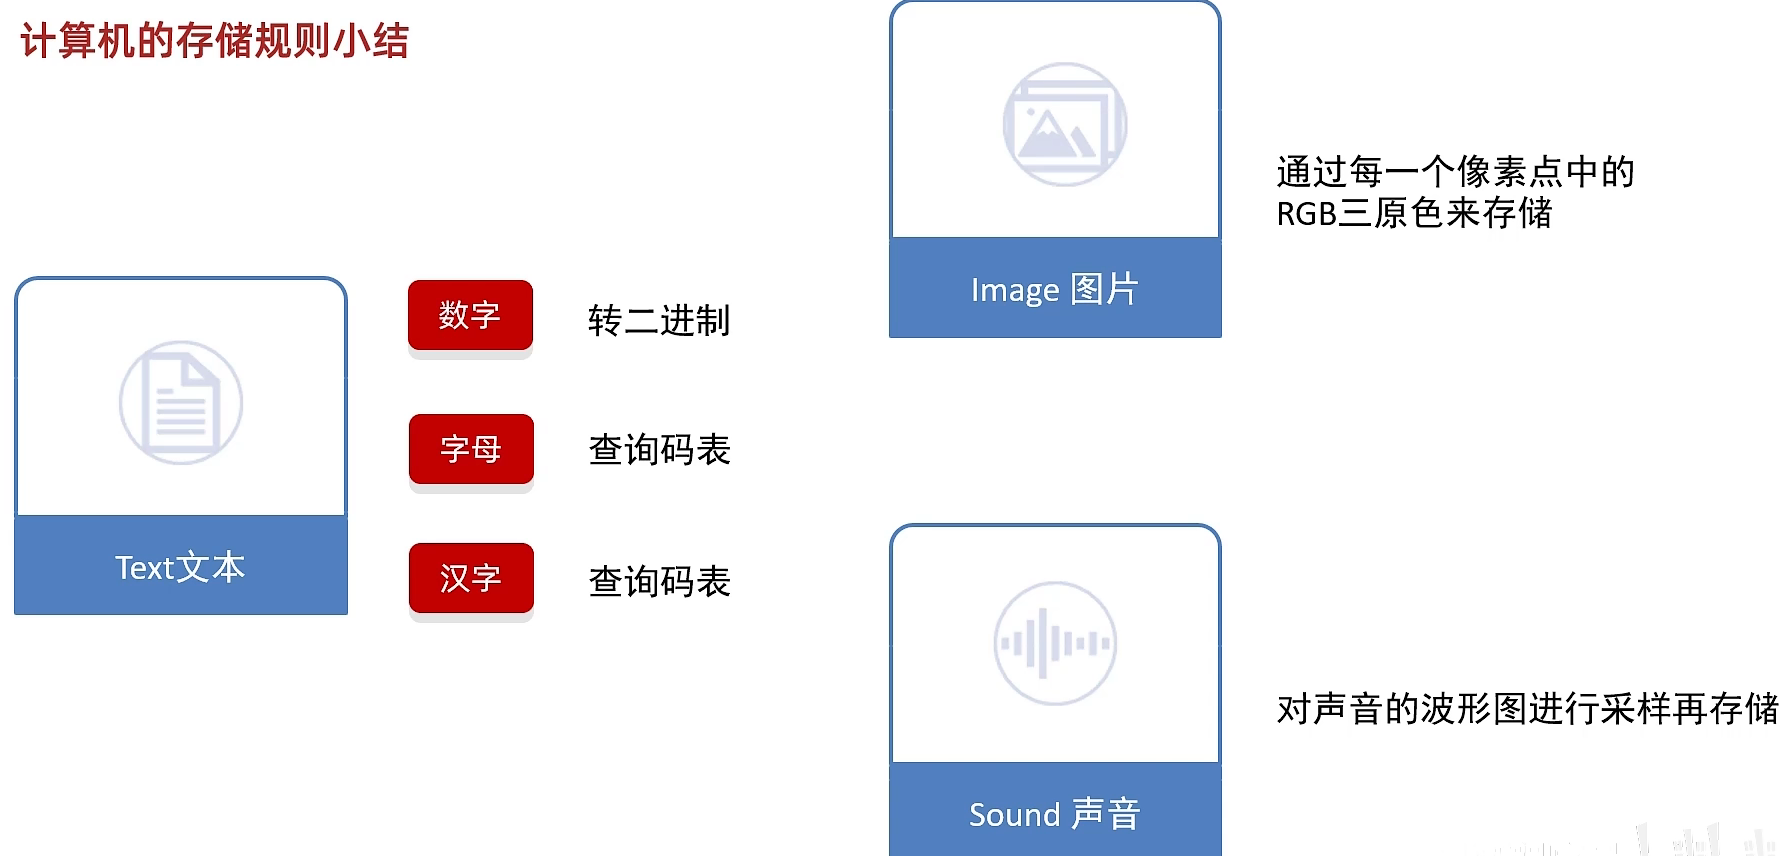 计算机的存储规则小结
Text文本
数字
转二进制
字母
查询码表
汉字
查询码表
Image 图片
通过每一个像素点中的
RGB三原色来存储
Sound 声音
对声音的波形图进行采样再存储